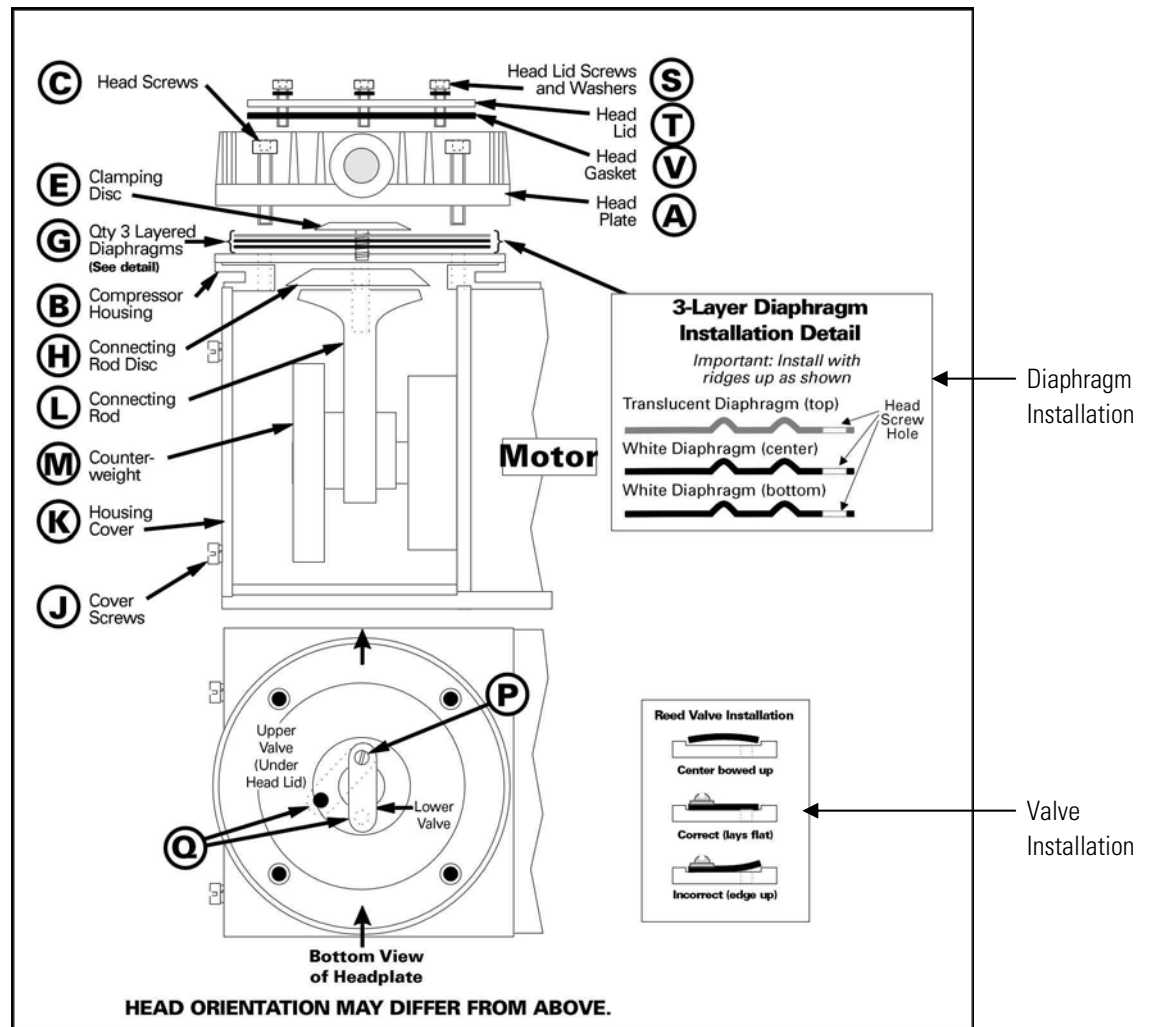 C Head Screws
E Clamping
Disc
G Qty 3 Layered
Diaphragms
(See detail)
B Compressor
Housing
H Connecting
Rod Disc
L Connecting
Rod
M Counter-
weight
K Housing
Cover
J Cover
Screws
Head Lid Screws
and Washers S
Head
Lid T
Head
Gasket V
Head
Plate A
Motor
3-Layer Diaphragm
Installation Detail
Important: Install with
ridges up as shown
Translucent Diaphragm (top)
White Diaphragm (center)
White Diaphragm (bottom)
Head
Screw
Hole
Diaphragm
Installation
P
Upper
Valve
(Under
Head Lid)
Lower
Valve
Q
Bottom View
of Headplate
Reed Valve Installation
Center bowed up
Correct (lays flat)
Incorrect (edge up)
Valve
Installation
HEAD ORIENTATION MAY DIFFER FROM ABOVE.